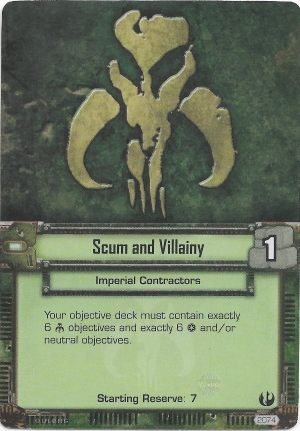 Scum and Villainy
1
Imperial Contractors
Your objective deck must contain exactly
6 objectives and exactly 6 and/or
neutral objectives.
Starting Reserve: 7
2074